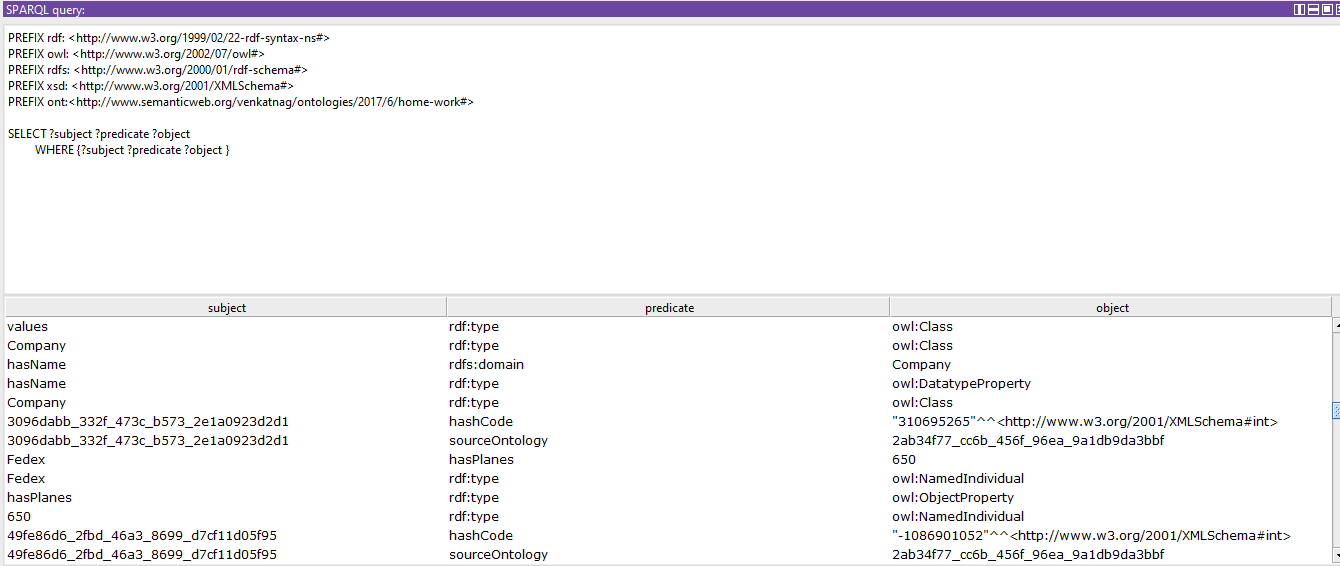 SPARQL query:
PREFIX rdf: <http://www.w3.org/1999/02/22-rdf-syntax-ns#>
PREFIX owl: <http://www.w3.org/2002/07/owl#>
PREFIX rdfs: <http://www.w3.org/2000/01/rdf-schema#>
PREFIX xsd: <http://www.w3.org/2001/XMLSchema#>
PREFIX ont:<http://www.semanticweb.org/venkatnag/ontologies/2017/6/home-work#>
SELECT ?subject ?predicate ?object
WHERE {?subject ?predicate ?object }
subject predicate object
values rdf:type owl:Class
Company rdf:type owl:Class
hasName rdfs:domain Company
hasName rdf:type owl:DatatypeProperty
Company rdf:type owl:Class
3096dabb_332f_473c_b573_2e1a0923d2d1 hashCode "310695265"^^<http://www.w3.org/2001/XMLSchema#int>
3096dabb_332f_473c_b573_2e1a0923d2d1 sourceOntology 2ab34f77_cc6b_456f_96ea_9a1db9da3bbf
Fedex hasPlanes 650
Fedex rdf:type owl:NamedIndividual
hasPlanes rdf:type owl:ObjectProperty
650 rdf:type owl:NamedIndividual
49fe86d6_2fbd_46a3_8699_d7cf11d05f95 hashCode "-1086901052"^^<http://www.w3.org/2001/XMLSchema#int>
49fe86d6_2fbd_46a3_8699_d7cf11d05f95 sourceOntology 2ab34f77_cc6b_456f_96ea_9a1db9da3bbf